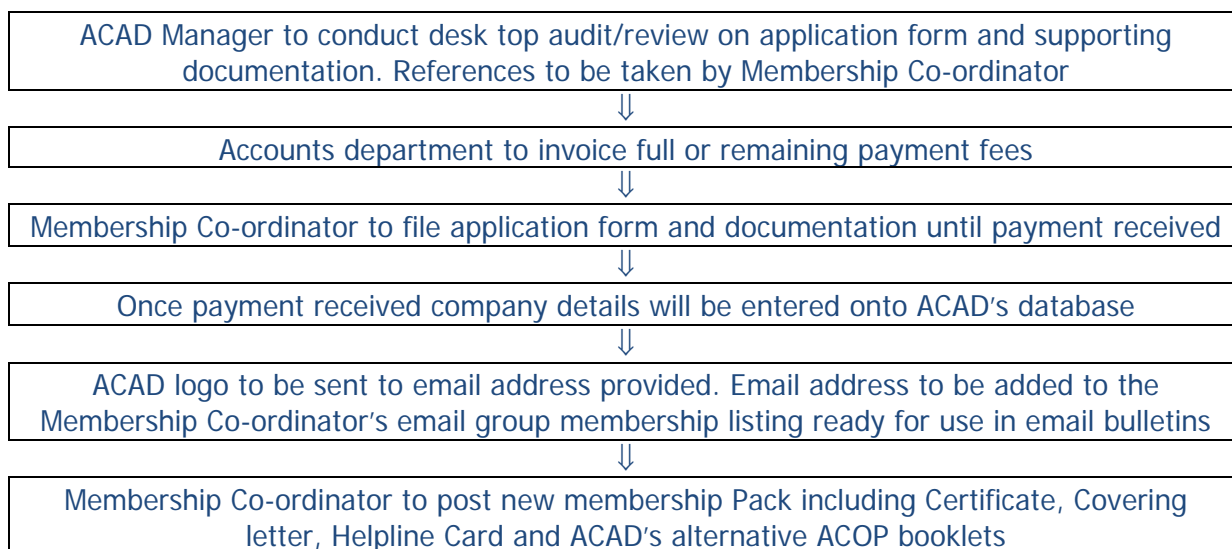 ACAD Manager to conduct desk top audit/review on application form and supporting
documentation. References to be taken by Membership Co-ordinator
⇓
Accounts department to invoice full or remaining payment fees
⇓
Membership Co-ordinator to file application form and documentation until payment received
⇓
Once payment received company details will be entered onto ACAD's database
⇓
ACAD logo to be sent to email address provided. Email address to be added to the
Membership Co-ordinator's email group membership listing ready for use in email bulletins
⇓
Membership Co-ordinator to post new membership Pack including Certificate, Covering
letter, Helpline Card and ACAD's alternative ACOP booklets